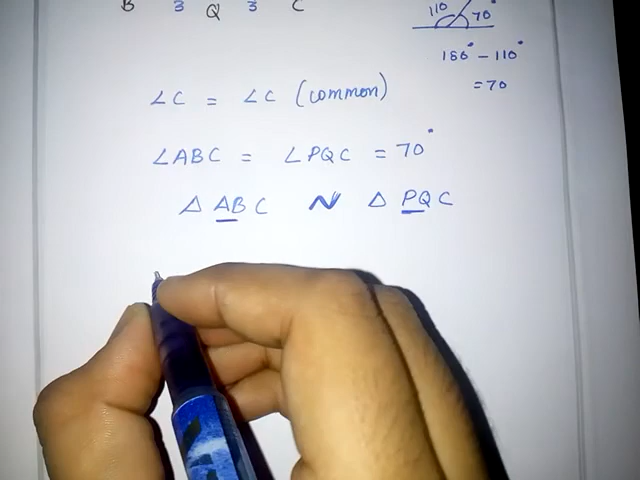 B 3 Q 3 C
110 70°
180° - 110°
= 70
∠C = ∠C (common)
∠ABC = ∠PQC = 70°
△ ABC ~ △ PQC